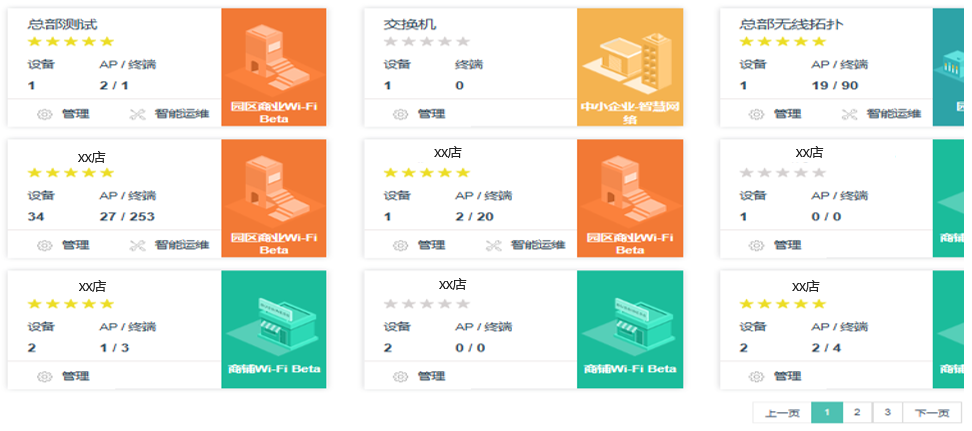 总部测试
设备 AP / 终端
1 2 / 1
管理 智能运维
园区商业Wi-Fi
Beta
交换机
设备 终端
1 0
管理
中小企业-智慧网
络
总部无线拓扑
设备 AP / 终端
1 19 / 90
管理 智能运维
园
XX店
设备 AP / 终端
34 27 / 253
管理 智能运维
园区商业Wi-Fi
Beta
XX店
设备 AP / 终端
1 2 / 20
管理 智能运维
园区商业Wi-Fi
Beta
XX店
设备 AP / 终端
1 0 / 0
管理
商铺
XX店
设备 AP / 终端
2 1 / 3
管理
商铺Wi-Fi Beta
XX店
设备 AP / 终端
2 0 / 0
管理
商铺Wi-Fi Beta
XX店
设备 AP / 终端
2 2 / 4
管理
商铺
上一页 1 2 3 下一页